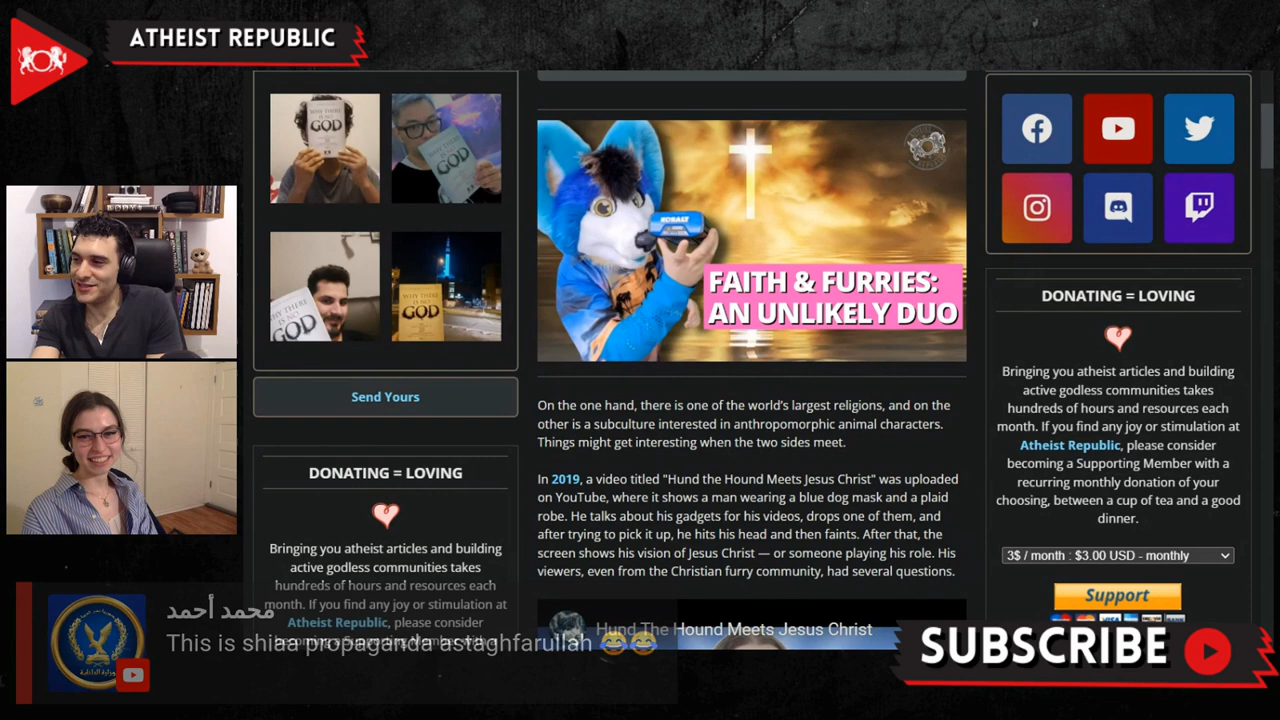 ATHEIST REPUBLIC
WHY THERE
IS NO
GOD
WHY THERE
IS NO
GOD
WHY THERE
IS NO
GOD
WHY THERE
IS NO
GOD
Send Yours
DONATING = LOVING
Bringing you atheist articles and building
active godless communities takes
hundreds of hours and resources each
month. If you find any joy or stimulation at
Atheist Republic, please consider
محمد أحمد
This is shiaa propaganda astaghfarullah 😂😂
KOBALT
FAITH & FURRIES:
AN UNLIKELY DUO
On the one hand, there is one of the world's largest religions, and on the
other is a subculture interested in anthropomorphic animal characters.
Things might get interesting when the two sides meet.
In 2019, a video titled "Hund the Hound Meets Jesus Christ" was uploaded
on YouTube, where it shows a man wearing a blue dog mask and a plaid
robe. He talks about his gadgets for his videos, drops one of them, and
after trying to pick it up, he hits his head and then faints. After that, the
screen shows his vision of Jesus Christ — or someone playing his role. His
viewers, even from the Christian furry community, had several questions.
Hund The Hound Meets Jesus Christ
DONATING = LOVING
Bringing you atheist articles and building
active godless communities takes
hundreds of hours and resources each
month. If you find any joy or stimulation at
Atheist Republic, please consider
becoming a Supporting Member with a
recurring monthly donation of your
choosing, between a cup of tea and a good
dinner.
3$ / month : $3.00 USD - monthly
Support
SUBSCRIBE